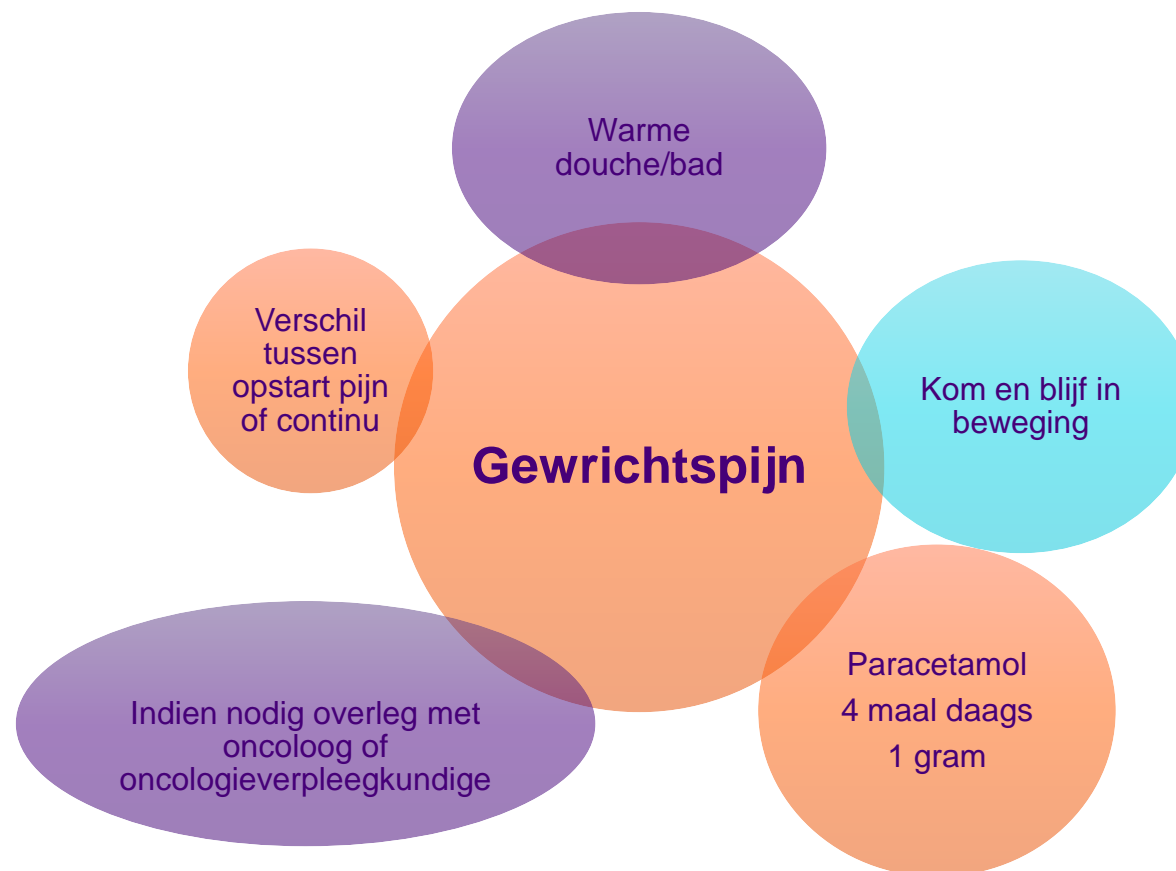 Warme
douche/bad
Verschil
tussen
opstart pijn
of continu
Kom en blijf in
beweging
Gewrichtspijn
Paracetamol
4 maal daags
1 gram
Indien nodig overleg met
oncoloog of
oncologieverpleegkundige